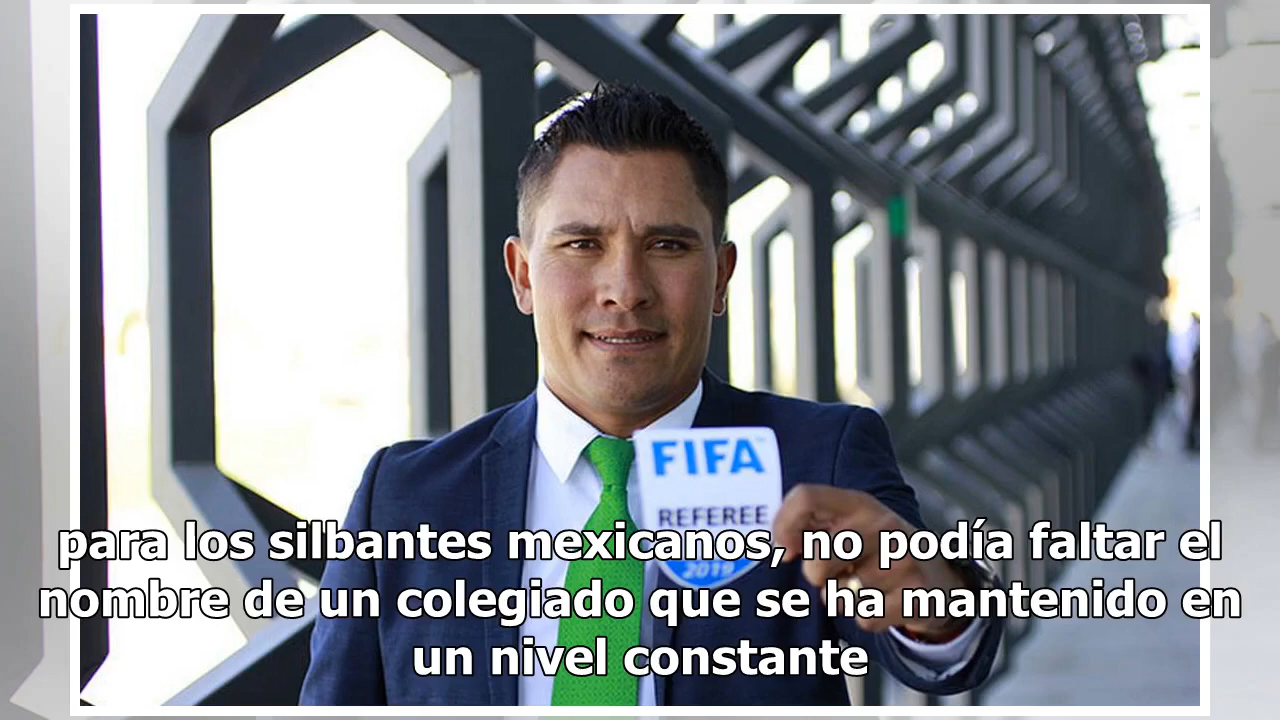 FIFA
REFEREE
2019
para los silbantes mexicanos, no podía faltar el
nombre de un colegiado que se ha mantenido en
un nivel constante